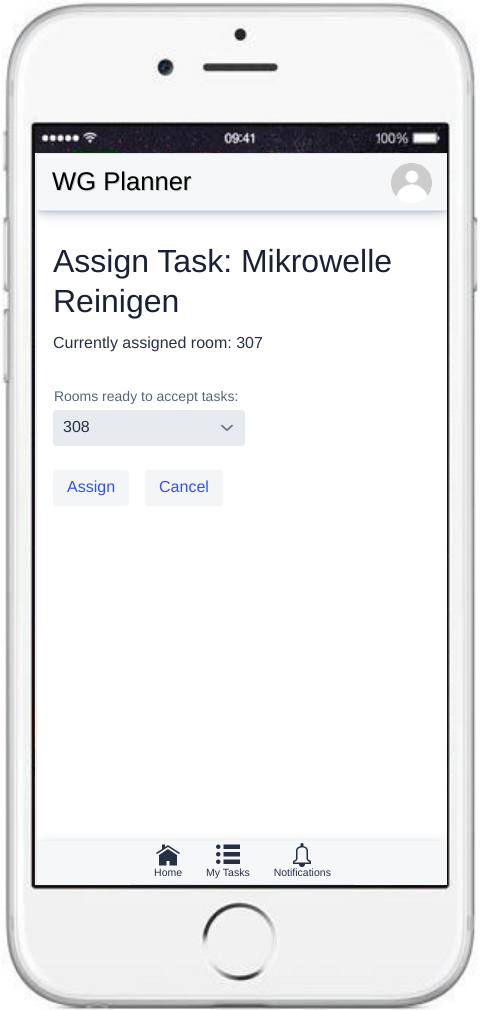 09:41
100%
WG Planner
Assign Task: Mikrowelle
Reinigen
Currently assigned room: 307
Rooms ready to accept tasks:
308
Assign
Cancel
Home
My Tasks
Notifications